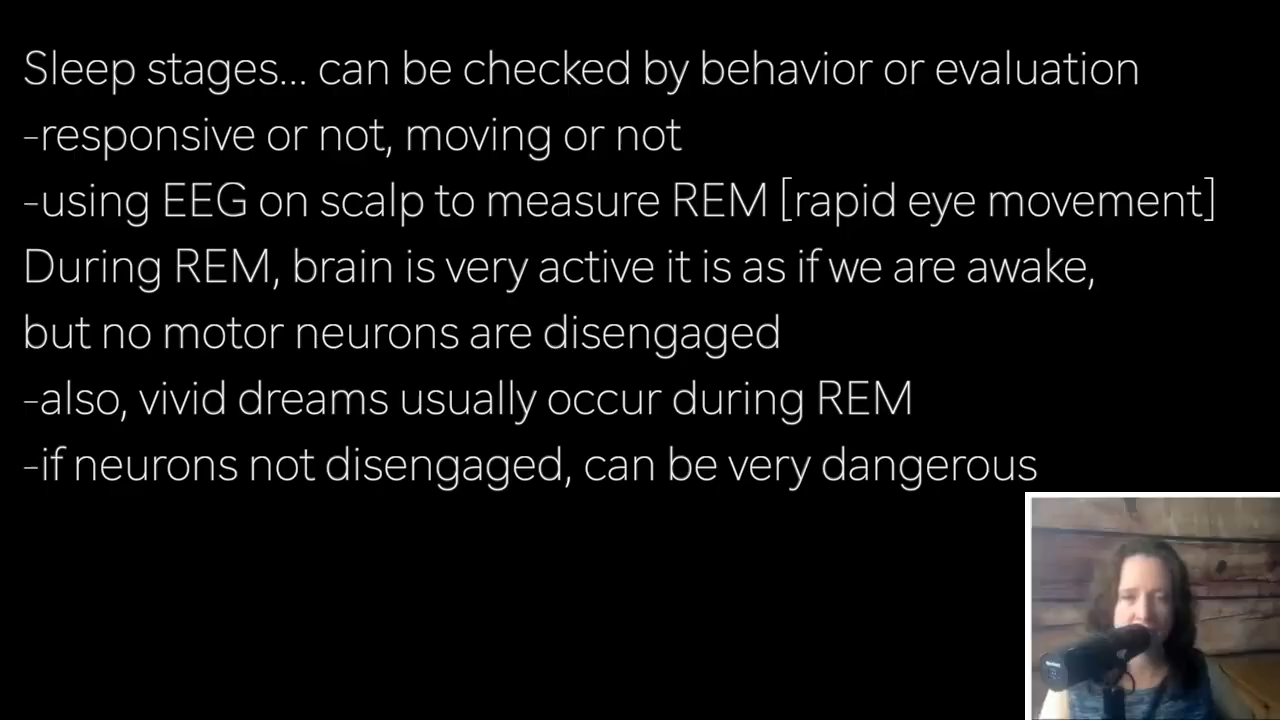 Sleep stages... can be checked by behavior or evaluation
-responsive or not, moving or not
-using EEG on scalp to measure REM [rapid eye movement]
During REM, brain is very active it is as if we are awake,
but no motor neurons are disengaged
-also, vivid dreams usually occur during REM
-if neurons not disengaged, can be very dangerous